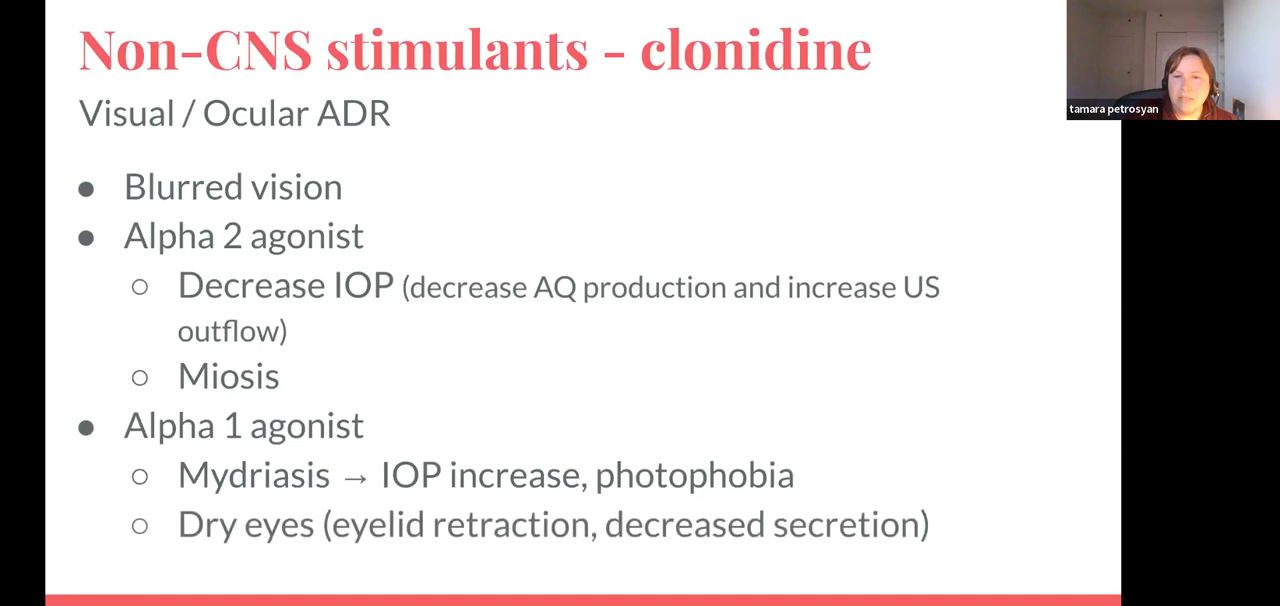 Non-CNS stimulants - clonidine
tamara petrosyan
Visual / Ocular ADR
● Blurred vision
● Alpha 2 agonist
○ Decrease IOP (decrease AQ production and increase US
outflow)
○ Miosis
● Alpha 1 agonist
○ Mydriasis → IOP increase, photophobia
○ Dry eyes (eyelid retraction, decreased secretion)